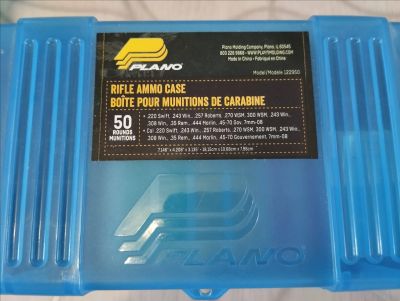 PLANO
Plano Molding Company, Plano, IL 60545
800.226.9868 • WWW.PLANOMOLDING.COM
Made in China • Fabriqué en Chine
Model/Modèle 122950
RIFLE AMMO CASE
BOÎTE POUR MUNITIONS DE CARABINE
50
ROUNDS
MUNITIONS
• .220 Swift, .243 Win., .257 Roberts, .270 WSM, .300 WSM, .243 Win.,
.308 Win., .35 Rem., .444 Marlin, .45-70 Gov, 7mm-08
• Cal .220 Swift, .243 Win., .257 Roberts, .270 WSM, .300 WSM, .243 Win.,
.308 Win., .35 Rem., .444 Marlin, .45-70 Gouvernement, 7mm-08
PLANO